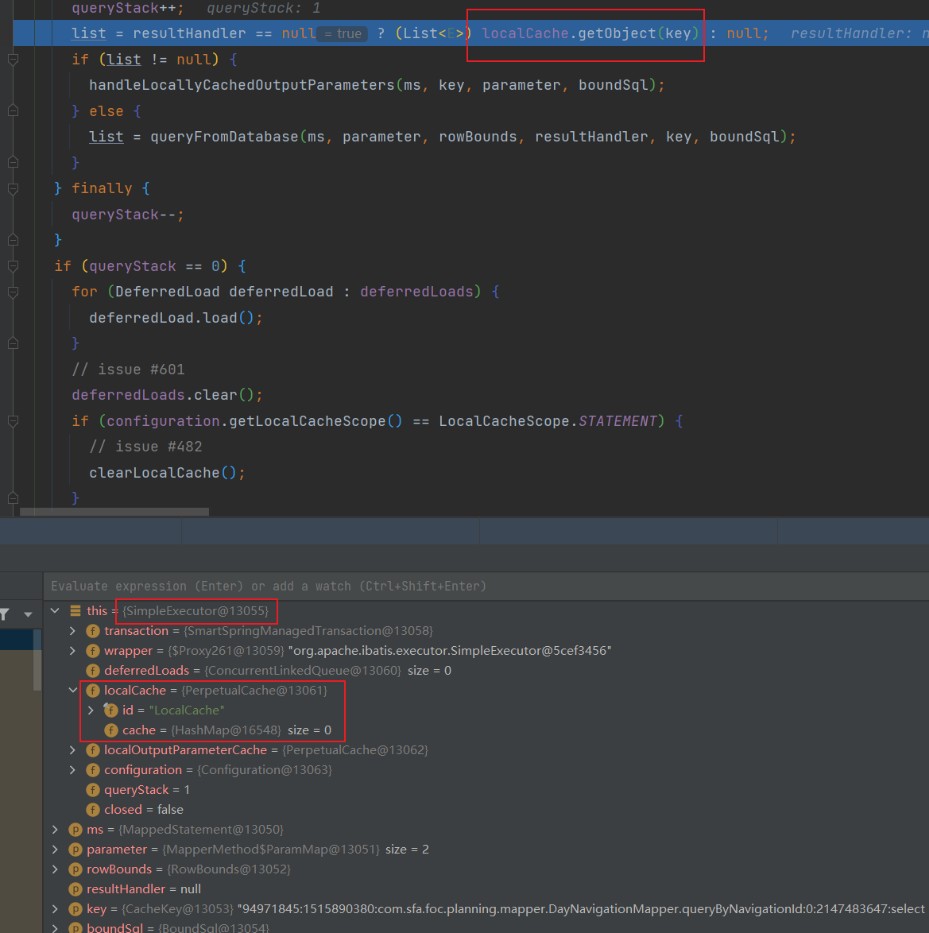 queryStack++;   queryStack: 1
list = resultHandler == null = true ? (List<E>) localCache.getObject(key) : null;   resultHandler: n
if (list != null) {
handleLocallyCachedOutputParameters(ms, key, parameter, boundSql);
} else {
list = queryFromDatabase(ms, parameter, rowBounds, resultHandler, key, boundSql);
}
} finally {
queryStack--;
}
if (queryStack == 0) {
for (DeferredLoad deferredLoad : deferredLoads) {
deferredLoad.load();
}
// issue #601
deferredLoads.clear();
if (configuration.getLocalCacheScope() == LocalCacheScope.STATEMENT) {
// issue #482
clearLocalCache();
}
Evaluate expression (Enter) or add a watch (Ctrl+Shift+Enter)
this = {SimpleExecutor@13055}
f transaction = {SmartSpringManagedTransaction@13058}
f wrapper = {$Proxy261@13059} "org.apache.ibatis.executor.SimpleExecutor@5cef3456"
f deferredLoads = {ConcurrentLinkedQueue@13060} size = 0
f localCache = {PerpetualCache@13061}
f id = "LocalCache"
f cache = {HashMap@16548} size = 0
f localOutputParameterCache = {PerpetualCache@13062}
f configuration = {Configuration@13063}
f queryStack = 1
f closed = false
p ms = {MappedStatement@13050}
p parameter = {MapperMethod$ParamMap@13051} size = 2
p rowBounds = {RowBounds@13052}
p resultHandler = null
p key = {CacheKey@13053} "94971845:1515890380:com.sfa.foc.planning.mapper.DayNavigationMapper.queryByNavigationId:0:2147483647:select
p boundSql = {BoundSql@13054}